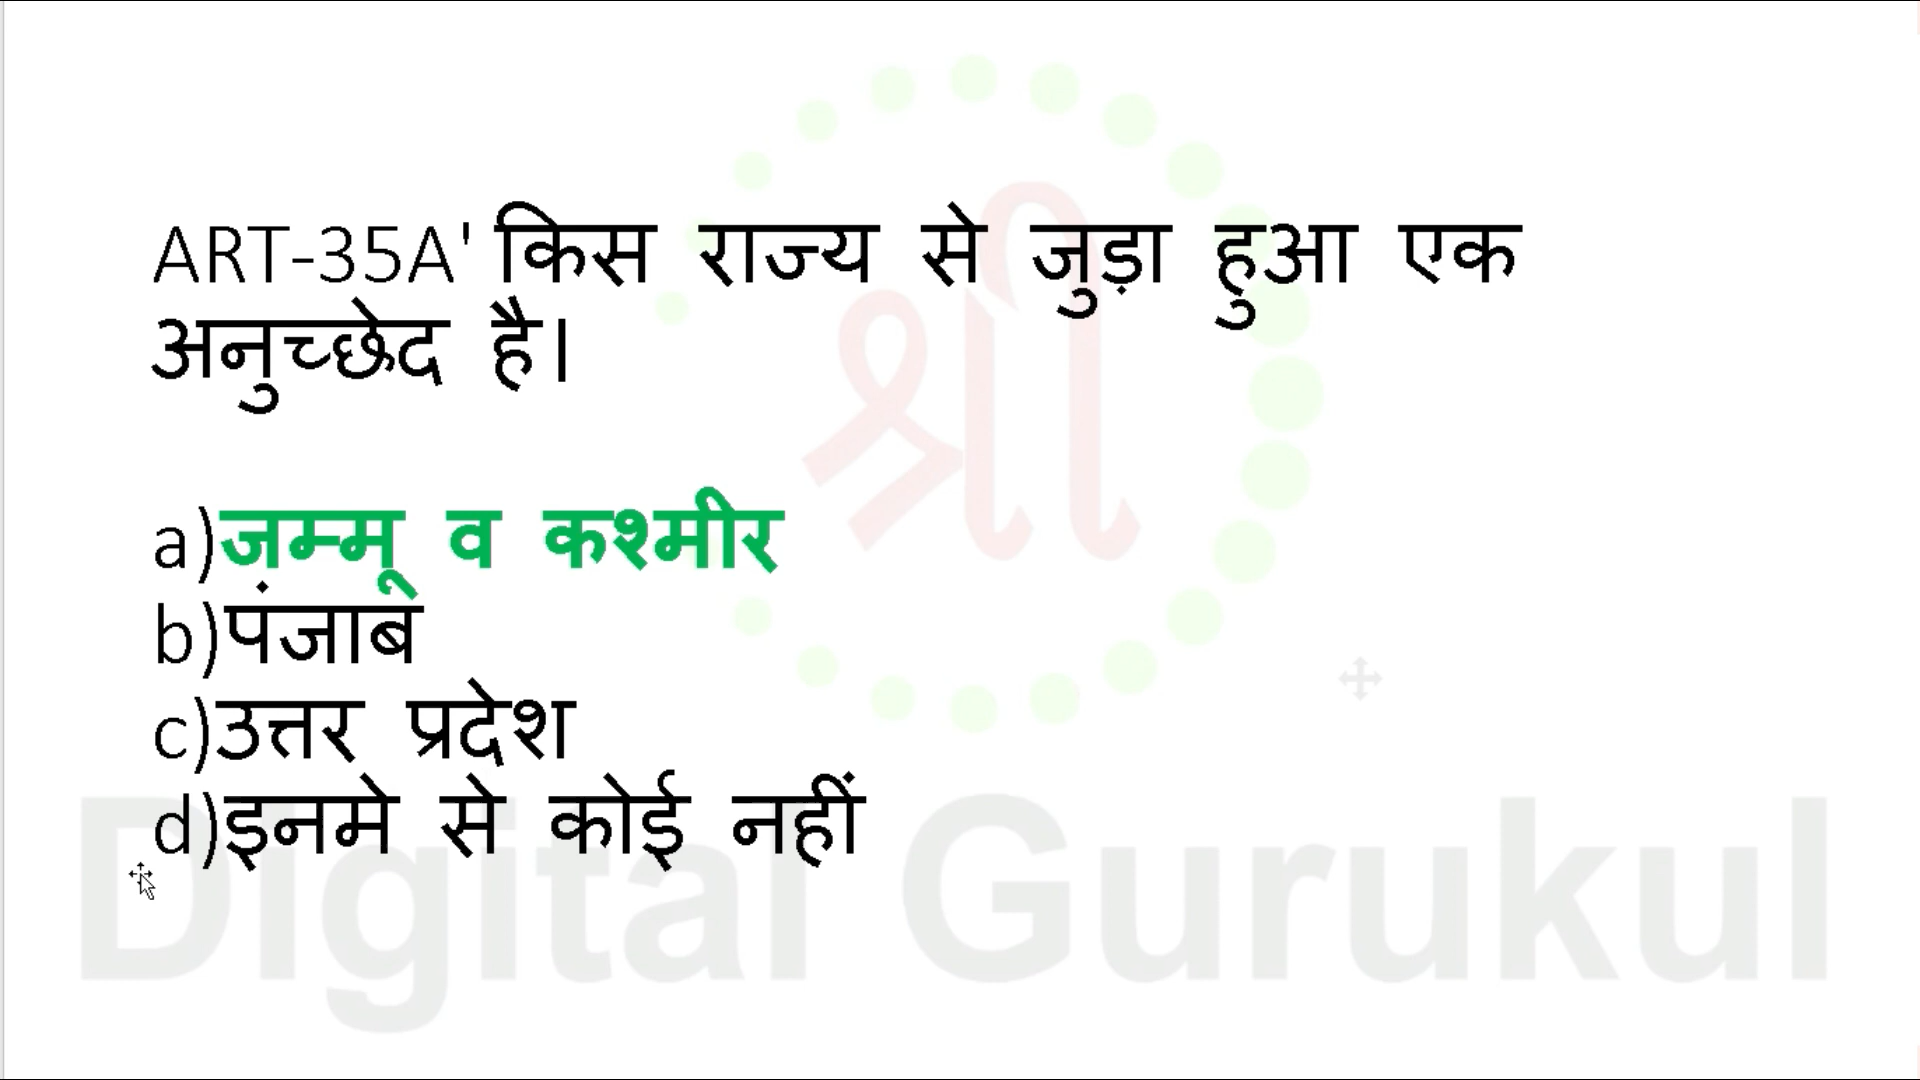 ART-35A' किस राज्य से जुड़ा हुआ एक
अनुच्छेद है।
a)जम्मू व कश्मीर
b)पंजाब
c)उत्तर प्रदेश
d)इनमे से कोई नहीं
श्री
Digital Gurukul